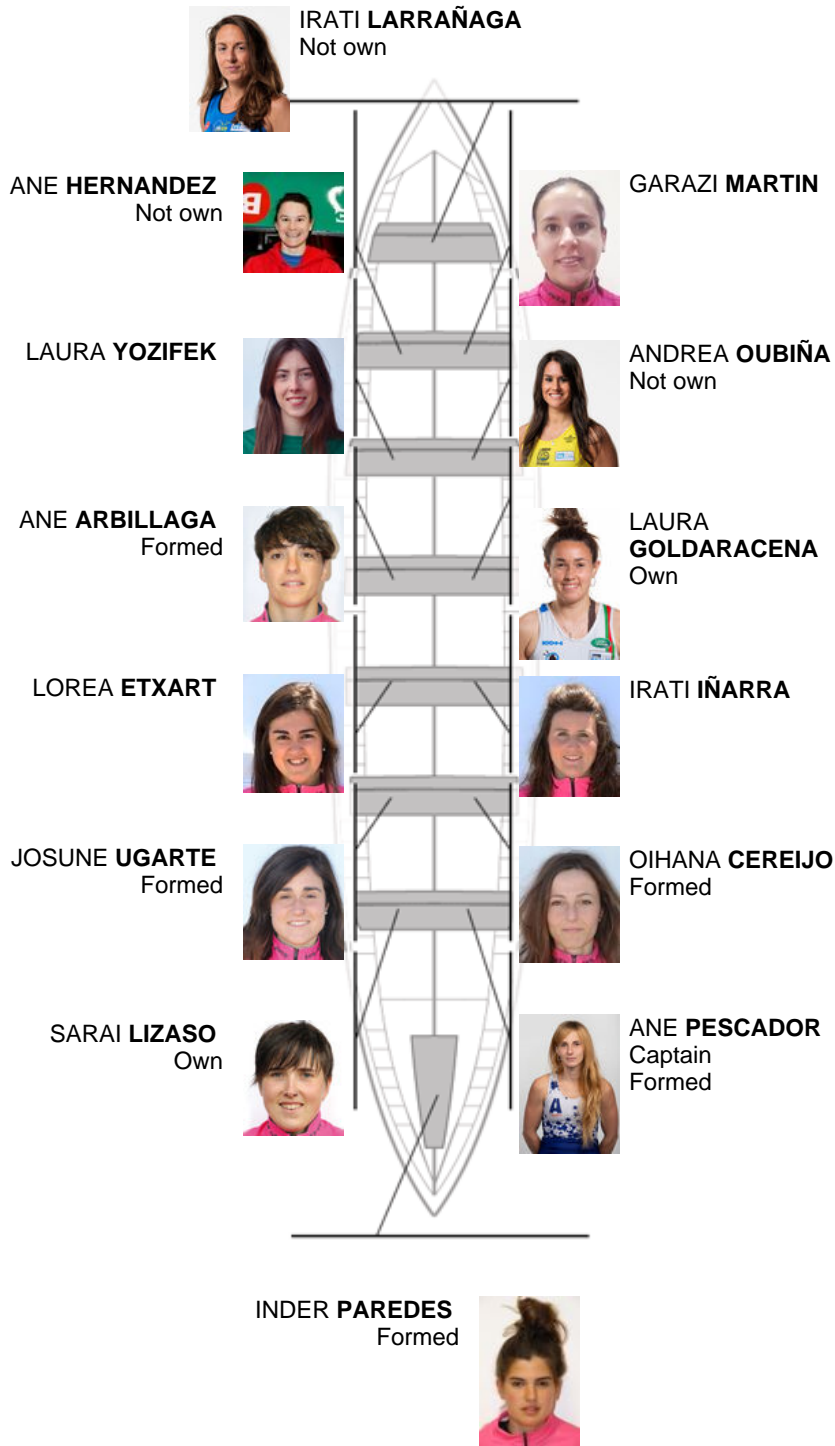 IRATI LARRAÑAGA
Not own
ANE HERNANDEZ
Not own
GARAZI MARTIN
LAURA YOZIFEK
ANDREA OUBIÑA
Not own
ANE ARBILLAGA
Formed
LAURA
GOLDARACENA
Own
LOREA ETXART
IRATI IÑARRA
JOSUNE UGARTE
Formed
OIHANA CEREIJO
Formed
SARAI LIZASO
Own
ANE PESCADOR
Captain
Formed
INDER PAREDES
Formed